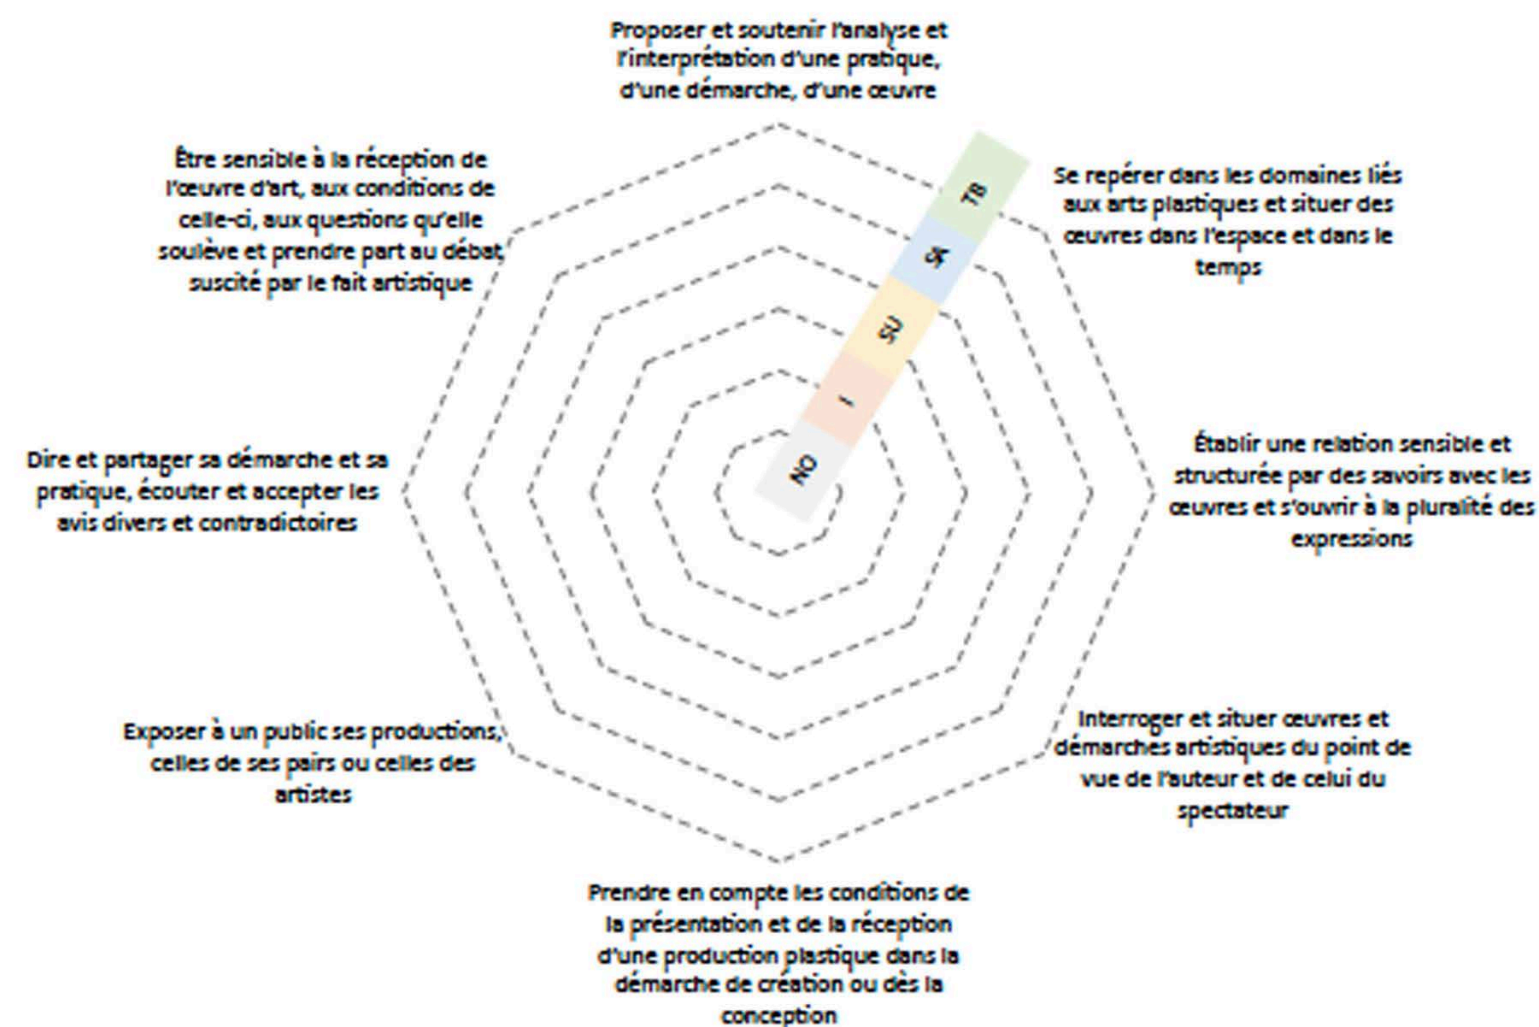 Proposer et soutenir l'analyse et
l'interprétation d'une pratique,
d'une démarche, d'une œuvre
Être sensible à la réception de
l'œuvre d'art, aux conditions de
celle-ci, aux questions qu'elle
soulève et prendre part au débat
suscité par le fait artistique
TB
SA
SU
I
NO
Se repérer dans les domaines liés
aux arts plastiques et situer des
œuvres dans l'espace et dans le
temps
Dire et partager sa démarche et sa
pratique, écouter et accepter les
avis divers et contradictoires
Établir une relation sensible et
structurée par des savoirs avec les
œuvres et s'ouvrir à la pluralité des
expressions
Exposer à un public ses productions,
celles de ses pairs ou celles des
artistes
Interroger et situer œuvres et
démarches artistiques du point de
vue de l'auteur et de celui du
spectateur
Prendre en compte les conditions de
la présentation et de la réception
d'une production plastique dans la
démarche de création ou dès la
conception